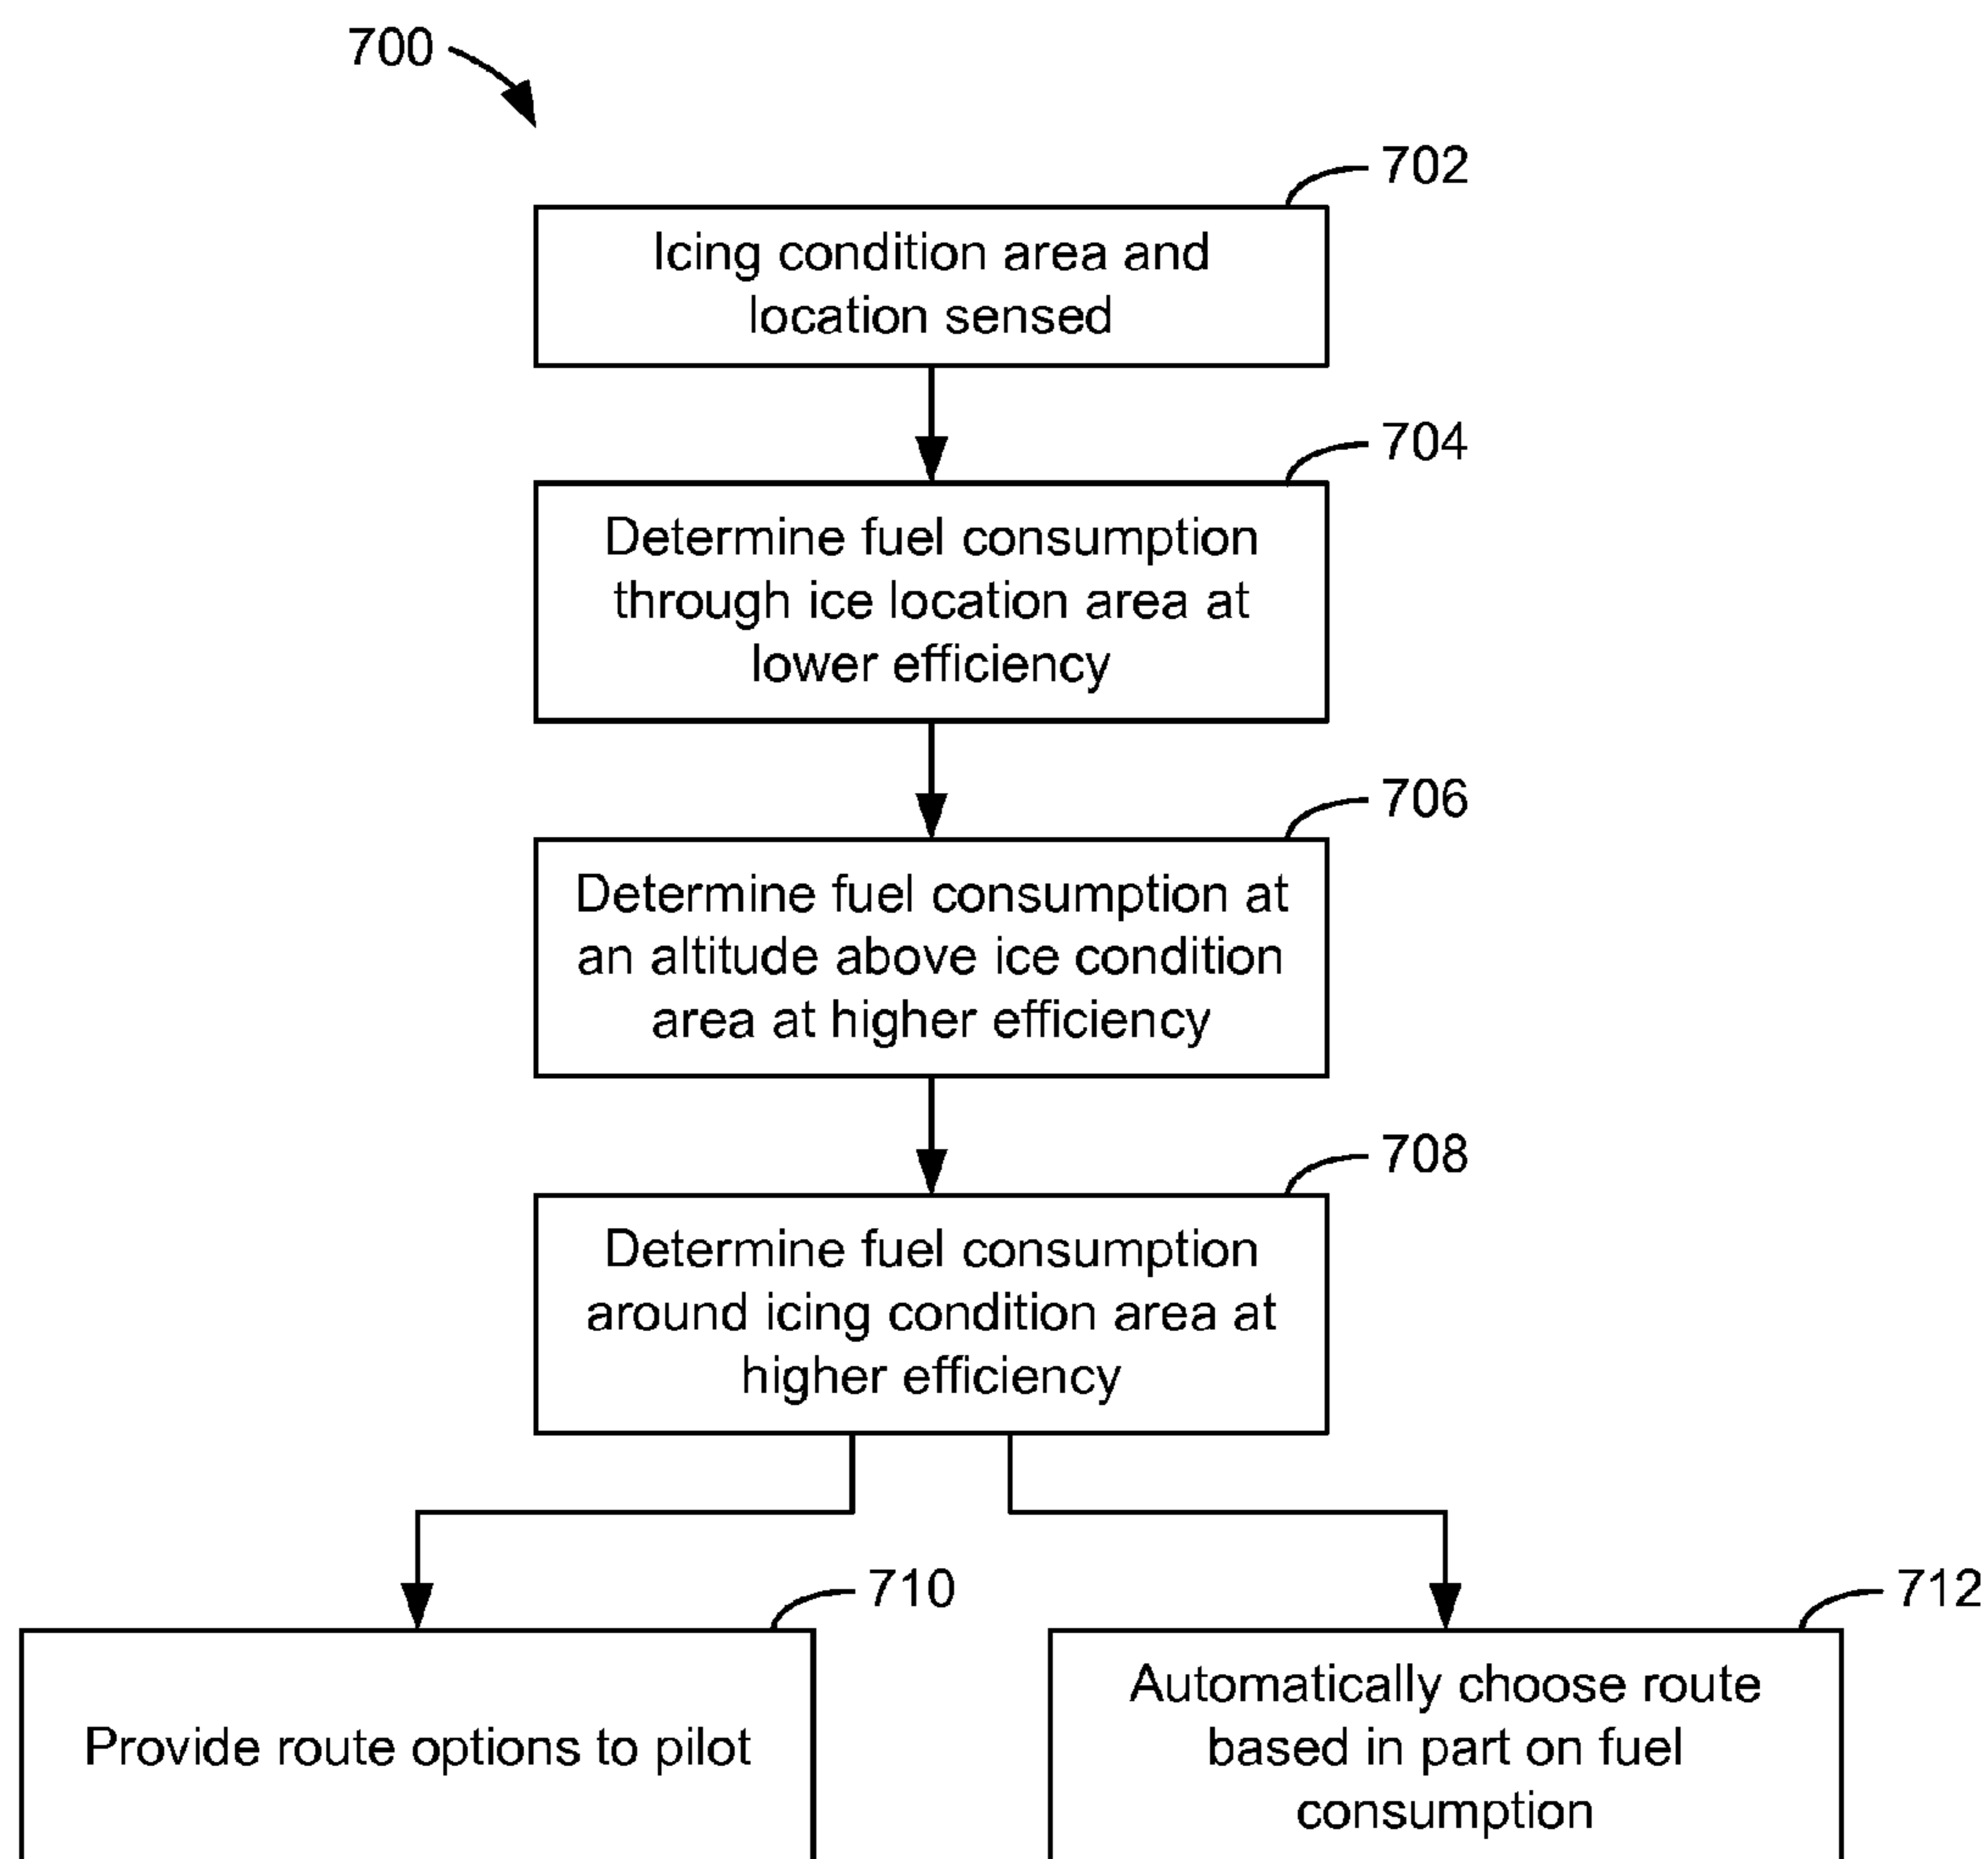 700
702
Icing condition area and
location sensed
704
Determine fuel consumption
through ice location area at
lower efficiency
706
Determine fuel consumption at
an altitude above ice condition
area at higher efficiency
708
Determine fuel consumption
around icing condition area at
higher efficiency
710
Provide route options to pilot
712
Automatically choose route
based in part on fuel
consumption